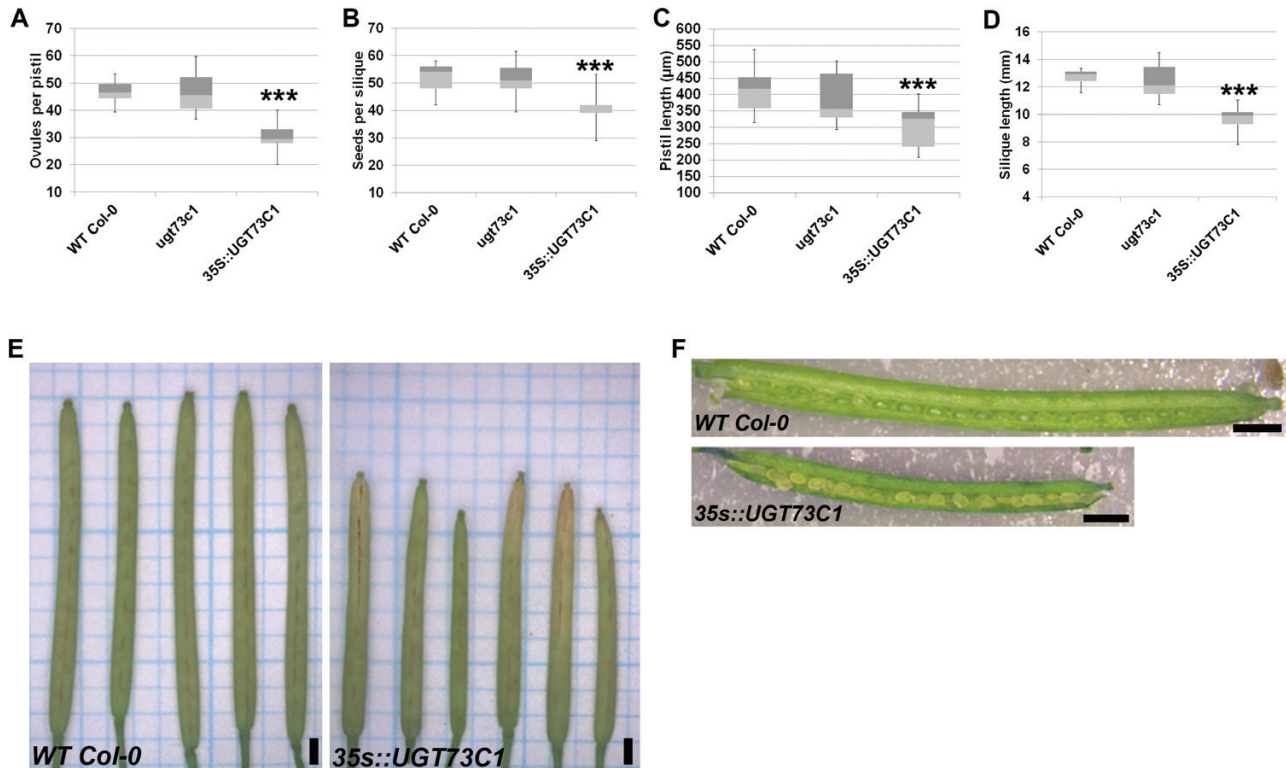 A
Ovules per pistil
70
60
50
40
30
20
10
***
WT Col-0
ugt73c1
35S::UGT73C1
B
Seeds per silique
70
60
50
40
30
20
10
***
WT Col-0
ugt73c1
35S::UGT73C1
C
Pistil length (µm)
600
550
500
450
400
350
300
250
200
150
100
***
WT Col-0
ugt73c1
35S::UGT73C1
D
Silique length (mm)
16
14
12
10
8
6
4
***
WT Col-0
ugt73c1
35S::UGT73C1
E
WT Col-0
35s::UGT73C1
F
WT Col-0
35s::UGT73C1